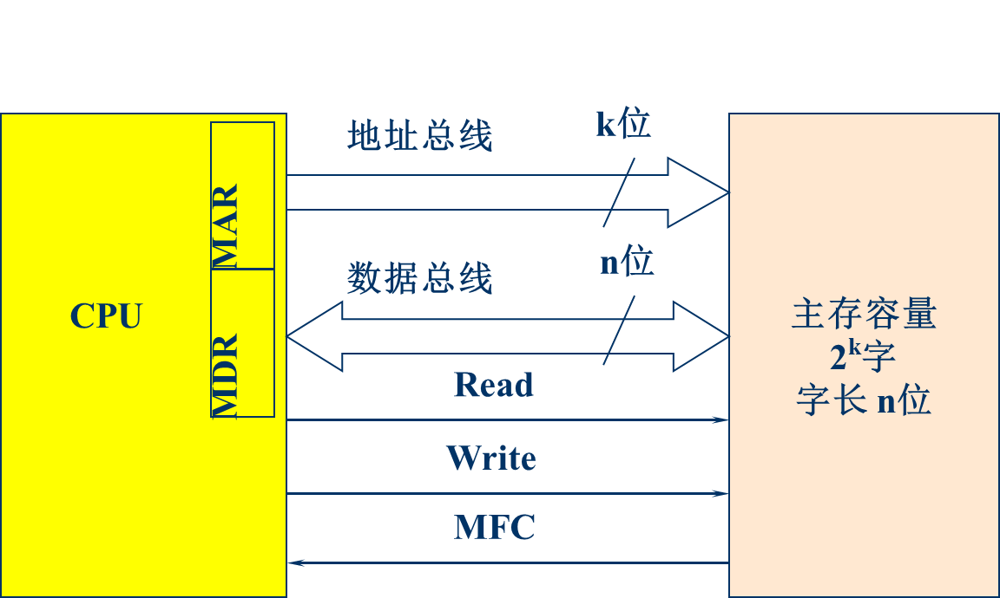 地址总线
k位
MAR
数据总线
n位
CPU
MDR
主存容量
2ᵏ字
字长 n位
Read
Write
MFC